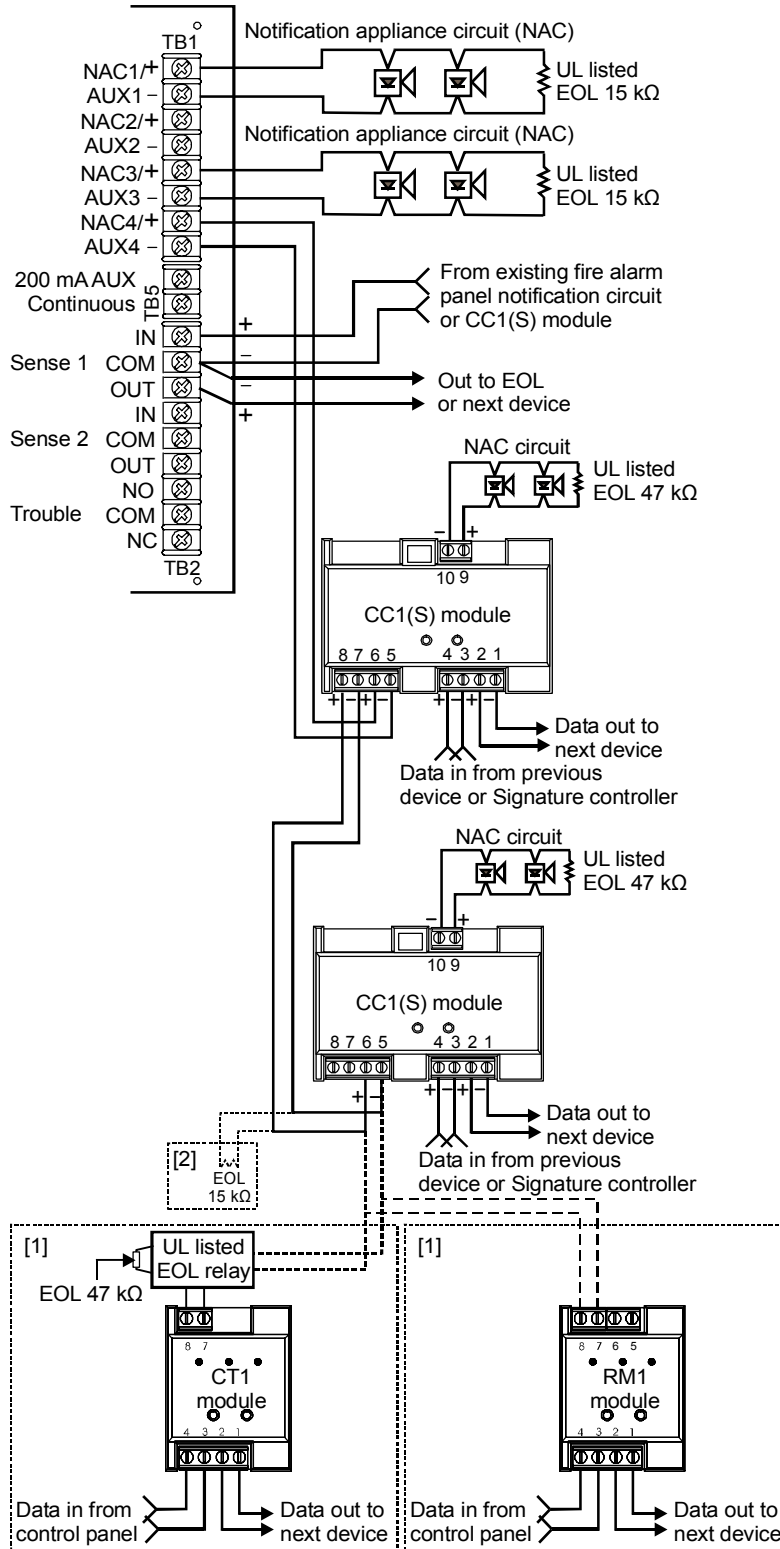 TB1
Notification appliance circuit (NAC)
NAC1/+
AUX1 −
UL listed
EOL 15 kΩ
NAC2/+
AUX2 −
Notification appliance circuit (NAC)
NAC3/+
AUX3 −
UL listed
EOL 15 kΩ
NAC4/+
AUX4 −
200 mA AUX
Continuous
TB5
From existing fire alarm
panel notification circuit
or CC1(S) module
IN
+
Sense 1
COM
−
OUT
−
Out to EOL
or next device
IN
+
Sense 2
COM
OUT
NO
Trouble
COM
NC
TB2
NAC circuit
UL listed
EOL 47 kΩ
− +
10 9
CC1(S) module
8 7 6 5
4 3 2 1
+ − + −
+ − + −
Data out to
next device
Data in from previous
device or Signature controller
NAC circuit
UL listed
EOL 47 kΩ
− +
10 9
CC1(S) module
8 7 6 5
4 3 2 1
+ −
+ − + −
Data out to
next device
Data in from previous
device or Signature controller
[2]
EOL
15 kΩ
[1]
UL listed
EOL relay
EOL 47 kΩ
8 7
CT1
module
4 3 2 1
Data in from
control panel
Data out to
next device
[1]
8 7 6 5
RM1
module
4 3 2 1
Data in from
control panel
Data out to
next device